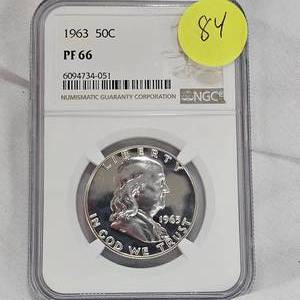 84
1963 50C
PF 66
6094734-051
NUMISMATIC GUARANTY CORPORATION
NGC
LIBERTY
1963
IN GOD WE TRUST